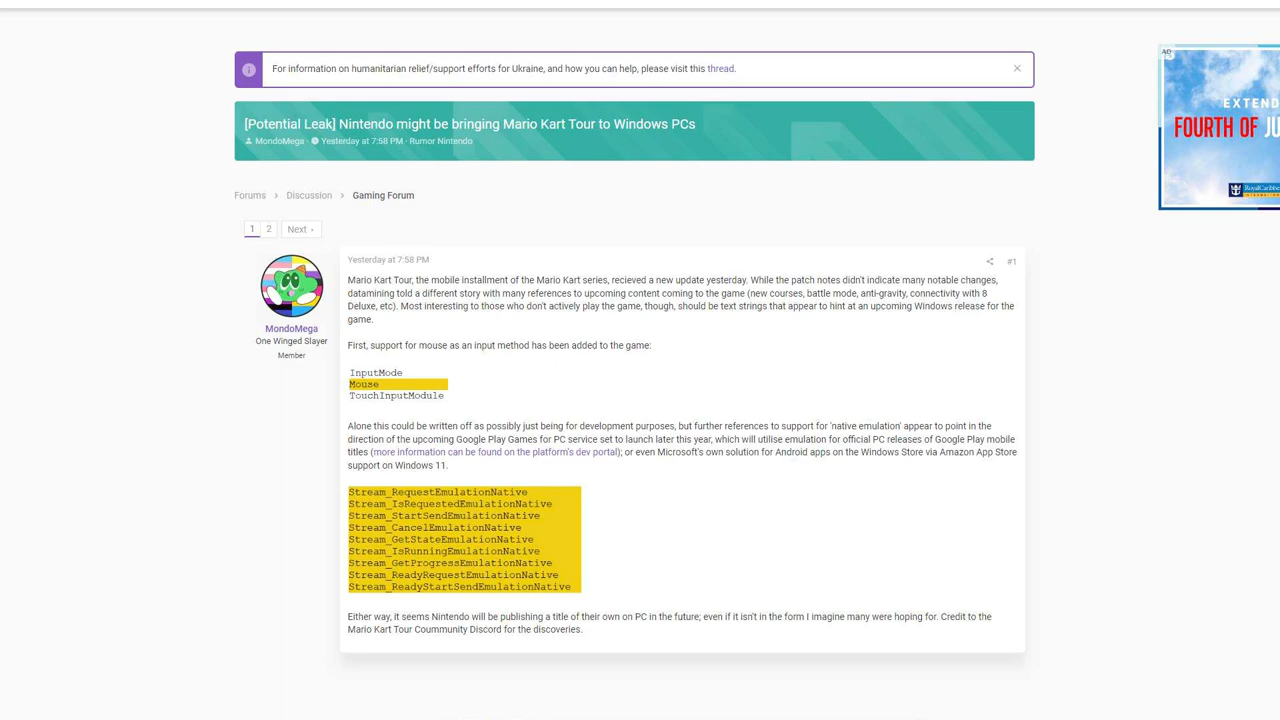 For information on humanitarian relief/support efforts for Ukraine, and how you can help, please visit this thread.
AD
EXTEND
FOURTH OF JU
[Potential Leak] Nintendo might be bringing Mario Kart Tour to Windows PCs
MondoMega · Yesterday at 7:58 PM · Rumor Nintendo
Forums › Discussion › Gaming Forum
1 2 Next
Yesterday at 7:58 PM
#1
MondoMega
One Winged Slayer
Member
Mario Kart Tour, the mobile installment of the Mario Kart series, recieved a new update yesterday. While the patch notes didn't indicate many notable changes,
datamining told a different story with many references to upcoming content coming to the game (new courses, battle mode, anti-gravity, connectivity with 8
Deluxe, etc). Most interesting to those who don't actively play the game, though, should be text strings that appear to hint at an upcoming Windows release for the
game.
First, support for mouse as an input method has been added to the game:
InputMode
Mouse
TouchInputModule
Alone this could be written off as possibly just being for development purposes, but further references to support for 'native emulation' appear to point in the
direction of the upcoming Google Play Games for PC service set to launch later this year, which will utilise emulation for official PC releases of Google Play mobile
titles (more information can be found on the platform's dev portal); or even Microsoft's own solution for Android apps on the Windows Store via Amazon App Store
support on Windows 11.
Stream_RequestEmulationNative
Stream_IsRequestedEmulationNative
Stream_StartSendEmulationNative
Stream_CancelEmulationNative
Stream_GetStateEmulationNative
Stream_IsRunningEmulationNative
Stream_GetProgressEmulationNative
Stream_ReadyRequestEmulationNative
Stream_ReadyStartSendEmulationNative
Either way, it seems Nintendo will be publishing a title of their own on PC in the future; even if it isn't in the form I imagine many were hoping for. Credit to the
Mario Kart Tour Coummunity Discord for the discoveries.